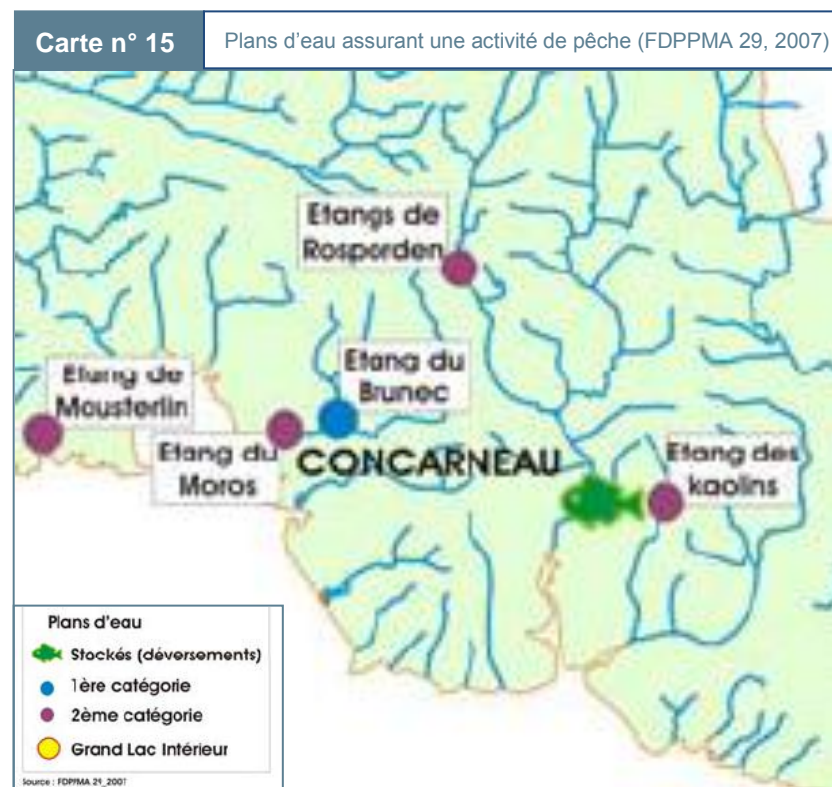 Carte n° 15
Plans d'eau assurant une activité de pêche (FDPPMA 29, 2007)
Etangs de
Rosporden
Etang du
Brunec
Etang de
Mousterlin
Etang du
Moros
CONCARNEAU
Etang des
kaolins
Plans d'eau
Stockés (déversements)
1ère catégorie
2ème catégorie
Grand Lac Intérieur
Source : FDPPMA 29_2007